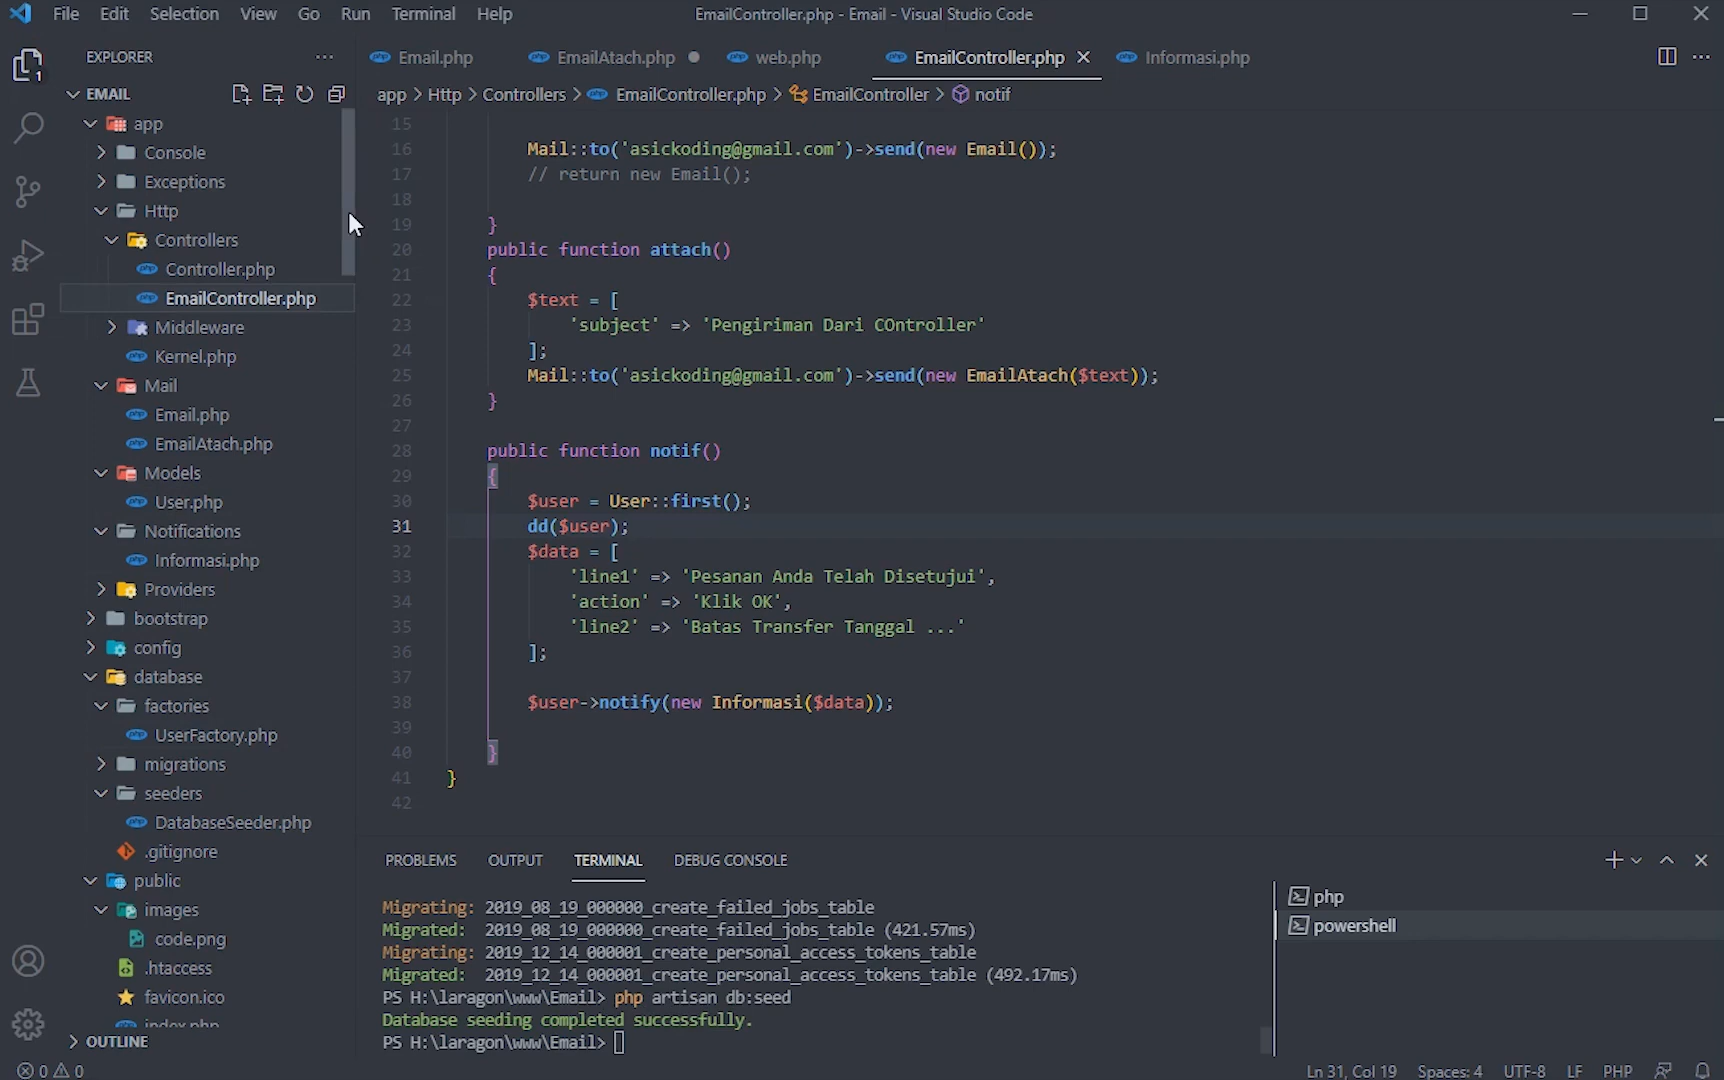 File Edit Selection View Go Run Terminal Help
EmailController.php - Email - Visual Studio Code
EXPLORER
Email.php EmailAtach.php web.php EmailController.php Informasi.php
EMAIL
app > Http > Controllers > EmailController.php > EmailController > notif
app
Console
Exceptions
Http
Controllers
Controller.php
EmailController.php
Middleware
Kernel.php
Mail
Email.php
EmailAtach.php
Models
User.php
Notifications
Informasi.php
Providers
bootstrap
config
database
factories
UserFactory.php
migrations
seeders
DatabaseSeeder.php
.gitignore
public
images
code.png
.htaccess
favicon.ico
index.php
OUTLINE
1
15
16 Mail::to('asickoding@gmail.com')->send(new Email());
17 // return new Email();
18
19 }
20 public function attach()
21 {
22 $text = [
23 'subject' => 'Pengiriman Dari COntroller'
24 ];
25 Mail::to('asickoding@gmail.com')->send(new EmailAtach($text));
26 }
27
28 public function notif()
29 {
30 $user = User::first();
31 dd($user);
32 $data = [
33 'line1' => 'Pesanan Anda Telah Disetujui',
34 'action' => 'Klik OK',
35 'line2' => 'Batas Transfer Tanggal ...'
36 ];
37
38 $user->notify(new Informasi($data));
39
40 }
41 }
42
PROBLEMS OUTPUT TERMINAL DEBUG CONSOLE
Migrating: 2019_08_19_000000_create_failed_jobs_table
Migrated: 2019_08_19_000000_create_failed_jobs_table (421.57ms)
Migrating: 2019_12_14_000001_create_personal_access_tokens_table
Migrated: 2019_12_14_000001_create_personal_access_tokens_table (492.17ms)
PS H:\laragon\www\Email> php artisan db:seed
Database seeding completed successfully.
PS H:\laragon\www\Email>
php
powershell
0 0
Ln 31, Col 19 Spaces: 4 UTF-8 LF PHP